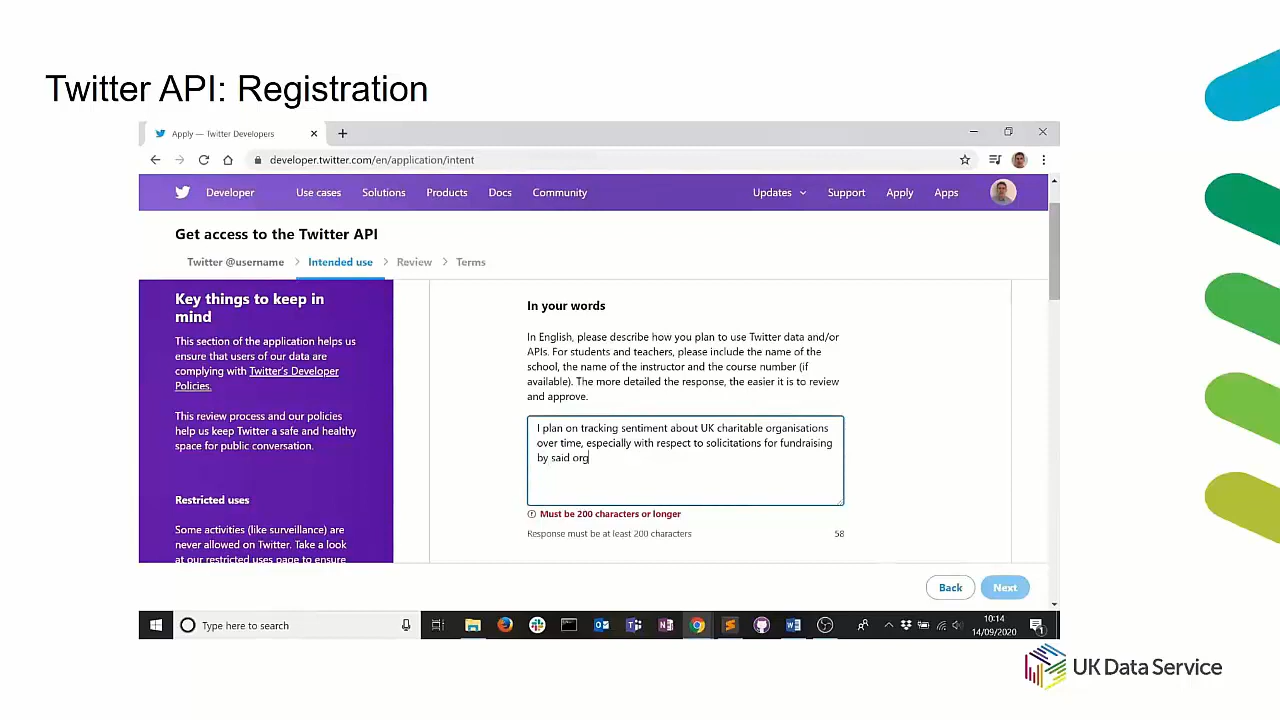 Twitter API: Registration
Apply — Twitter Developers
developer.twitter.com/en/application/intent
Developer
Use cases
Solutions
Products
Docs
Community
Updates
Support
Apply
Apps
Get access to the Twitter API
Twitter @username
Intended use
Review
Terms
Key things to keep in
mind
This section of the application helps us
ensure that users of our data are
complying with Twitter's Developer
Policies.
This review process and our policies
help us keep Twitter a safe and healthy
space for public conversation.
Restricted uses
Some activities (like surveillance) are
never allowed on Twitter. Take a look
at our restricted uses page to ensure
In your words
In English, please describe how you plan to use Twitter data and/or
APIs. For students and teachers, please include the name of the
school, the name of the instructor and the course number (if
available). The more detailed the response, the easier it is to review
and approve.
I plan on tracking sentiment about UK charitable organisations
over time, especially with respect to solicitations for fundraising
by said org
Must be 200 characters or longer
Response must be at least 200 characters
58
Back
Next
Type here to search
10:14
14/09/2020
1
UK Data Service